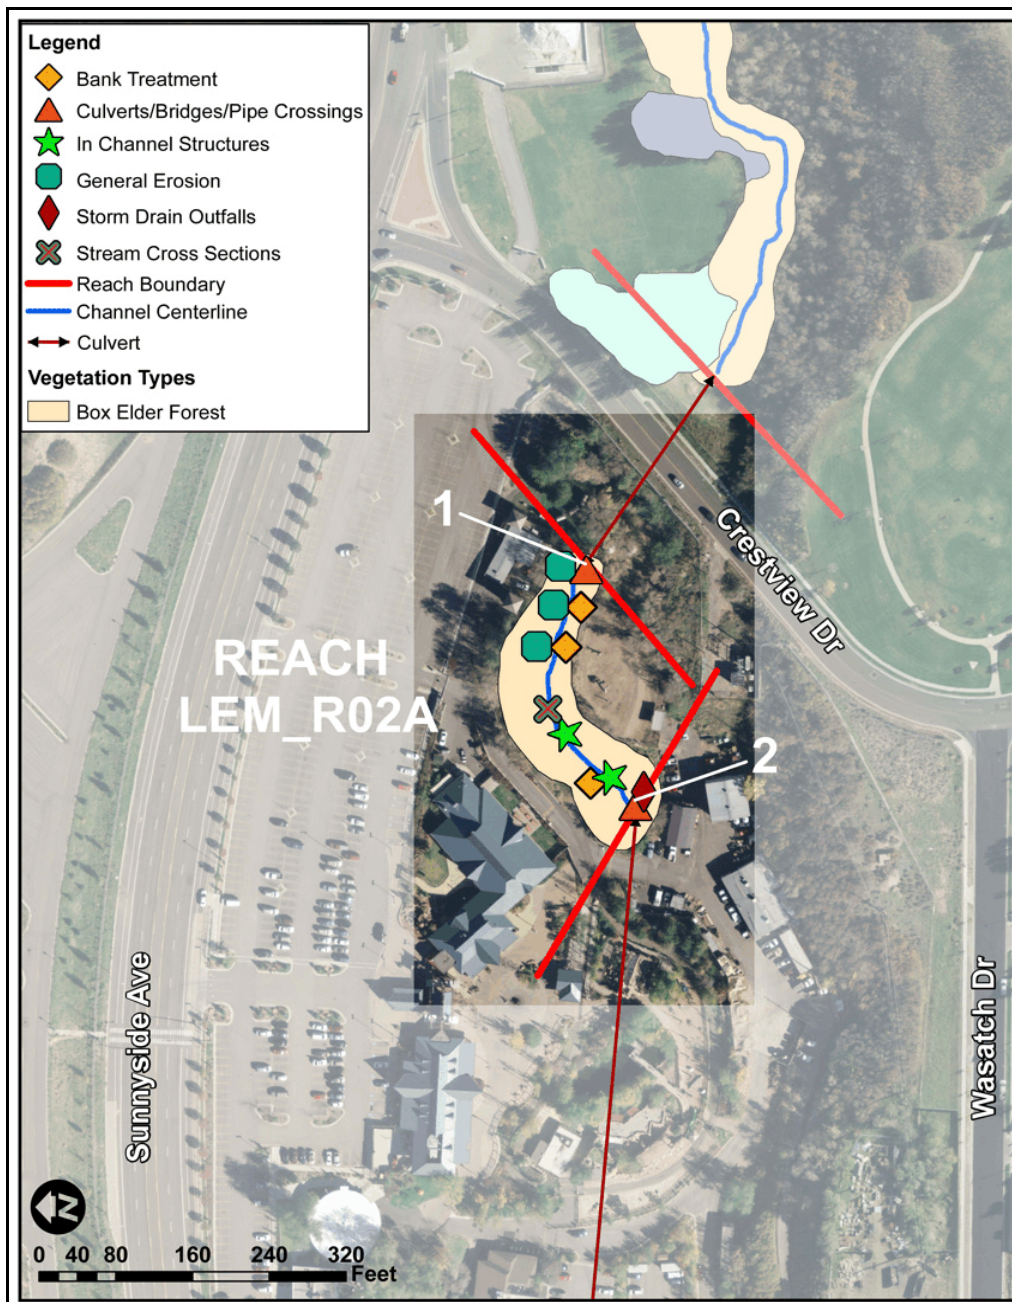 Legend
Bank Treatment
Culverts/Bridges/Pipe Crossings
In Channel Structures
General Erosion
Storm Drain Outfalls
Stream Cross Sections
Reach Boundary
Channel Centerline
Culvert
Vegetation Types
Box Elder Forest
1
Crestview Dr
REACH
LEM_R02A
2
Sunnyside Ave
Wasatch Dr
N
0 40 80 160 240 320
Feet